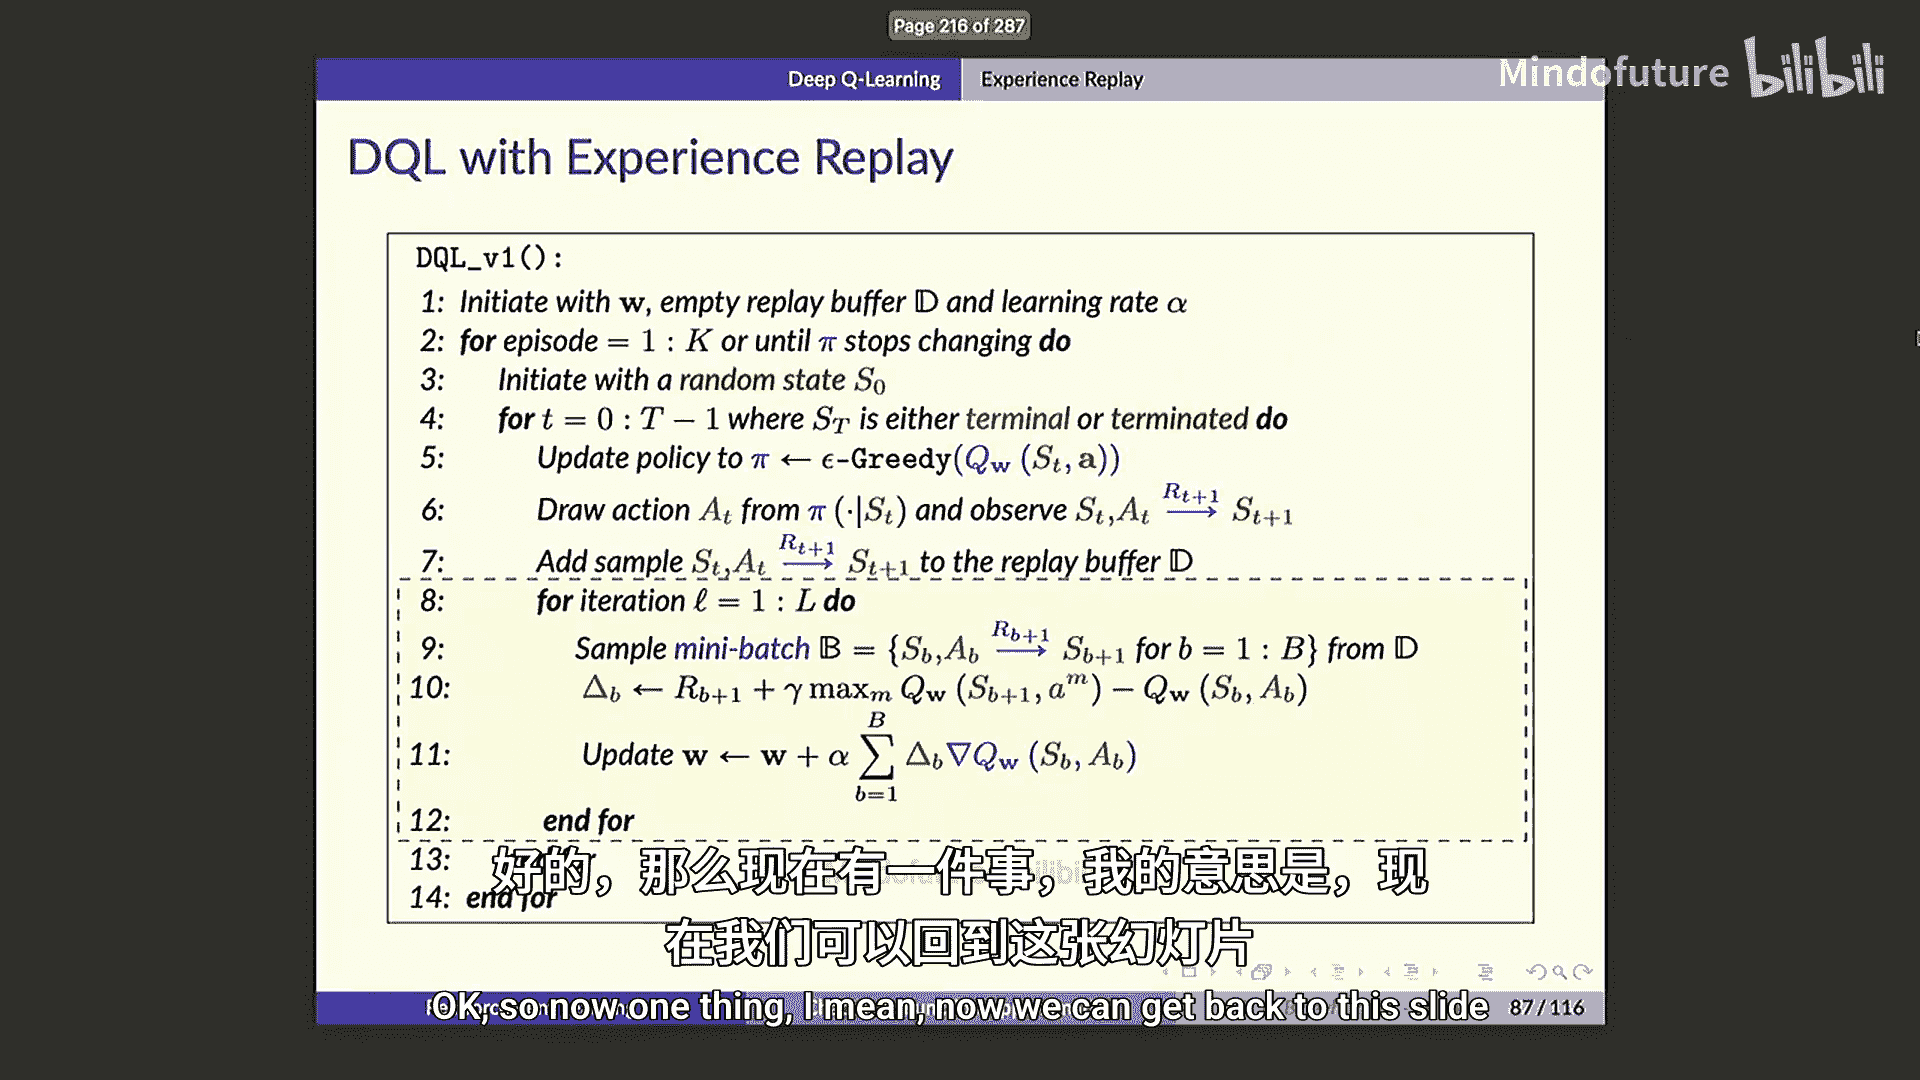 Page 216 of 287
Mindofuture bilibili
Deep Q-Learning Experience Replay
DQL with Experience Replay
DQL_v1():
1: Initiate with w, empty replay buffer 𝔻 and learning rate α
2: for episode = 1 : K or until π stops changing do
3: Initiate with a random state S₀
4: for t = 0 : T − 1 where S_T is either terminal or terminated do
5: Update policy to π ← ϵ-Greedy(Q_w (S_t, a))
6: Draw action A_t from π (·|S_t) and observe S_t, A_t —R_{t+1}→ S_{t+1}
7: Add sample S_t, A_t —R_{t+1}→ S_{t+1} to the replay buffer 𝔻
8: for iteration ℓ = 1 : L do
9: Sample mini-batch 𝔹 = {S_b, A_b —R_{b+1}→ S_{b+1} for b = 1 : B} from 𝔻
10: Δ_b ← R_{b+1} + γ max_m Q_w (S_{b+1}, a^m) − Q_w (S_b, A_b)
11: Update w ← w + α ∑_{b=1}^{B} Δ_b ∇Q_w (S_b, A_b)
12: end for
13:
14: end for
好的，那么现在有一件事，我的意思是，现
在我们可以回到这张幻灯片
OK, so now one thing, I mean, now we can get back to this slide
87 / 116